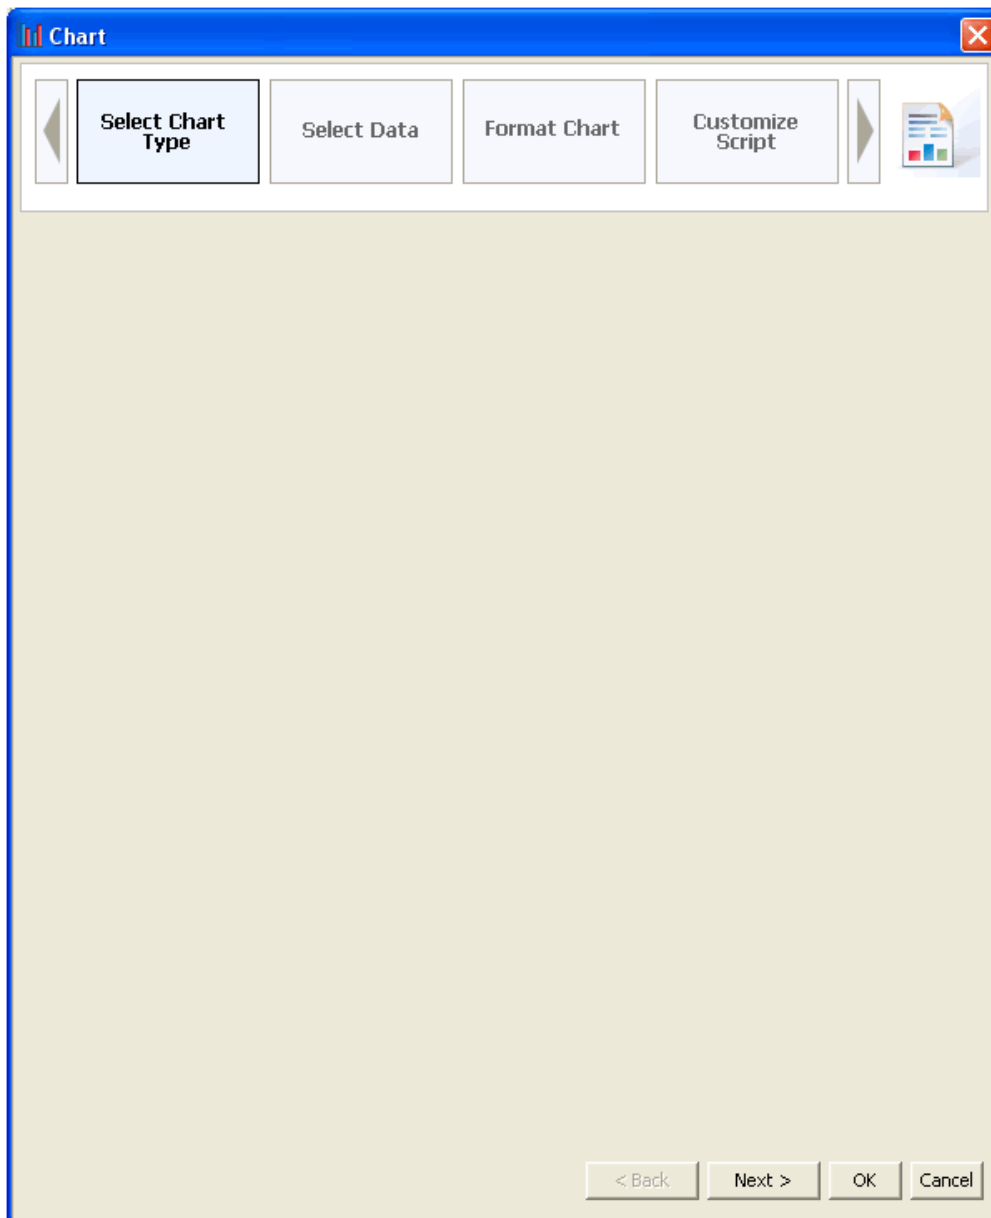 Chart
Select Chart
Type
Select Data
Format Chart
Customize
Script
< Back
Next >
OK
Cancel